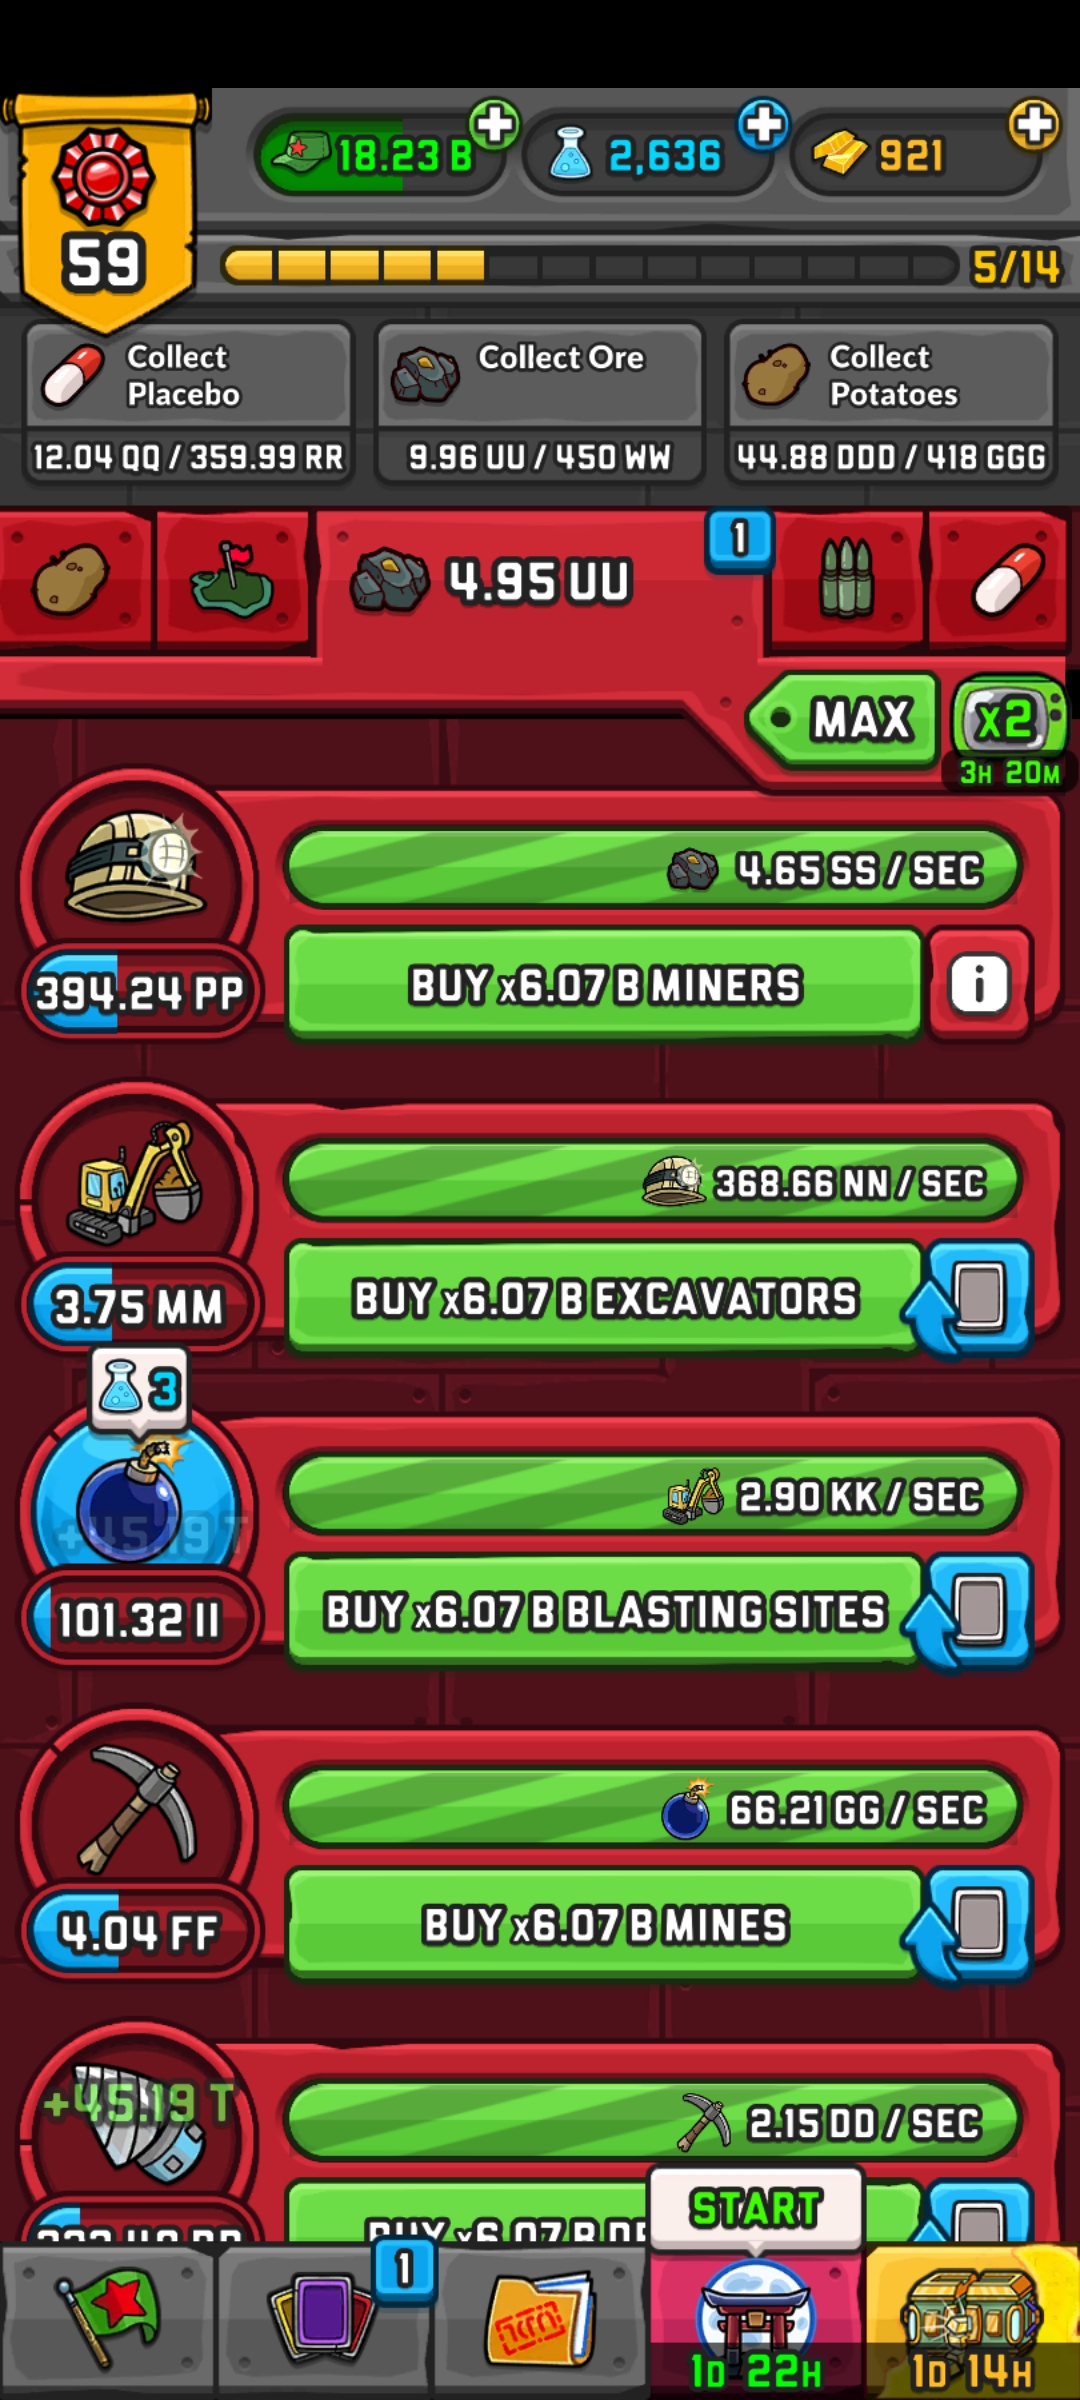 18.23 B
2,636
921
59
5/14
Collect
Placebo
12.04 QQ / 359.99 RR
Collect Ore
9.96 UU / 450 WW
Collect
Potatoes
44.88 DDD / 418 GGG
4.95 UU
1
MAX
x2
3H 20M
4.65 SS / SEC
394.24 PP
BUY x6.07 B MINERS
i
368.66 NN / SEC
3.75 MM
BUY x6.07 B EXCAVATORS
3
2.90 KK / SEC
+45.19 T
101.32 II
BUY x6.07 B BLASTING SITES
66.21 GG / SEC
4.04 FF
BUY x6.07 B MINES
+45.19 T
2.15 DD / SEC
BUY x6.07 B
START
1
1D 22H
1D 14H